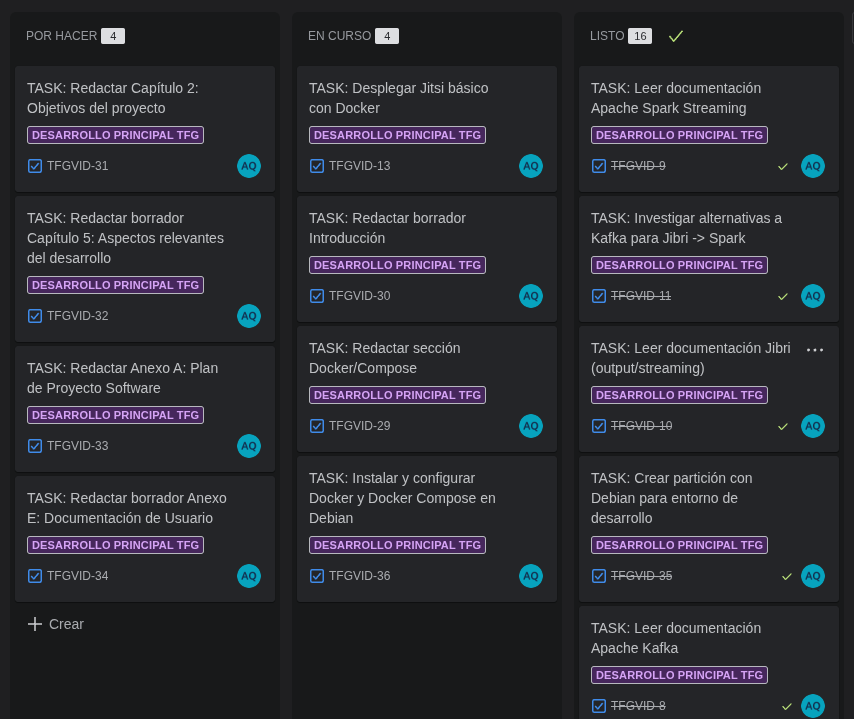 POR HACER 4
TASK: Redactar Capítulo 2:
Objetivos del proyecto
DESARROLLO PRINCIPAL TFG
TFGVID-31
AQ
TASK: Redactar borrador
Capítulo 5: Aspectos relevantes
del desarrollo
DESARROLLO PRINCIPAL TFG
TFGVID-32
AQ
TASK: Redactar Anexo A: Plan
de Proyecto Software
DESARROLLO PRINCIPAL TFG
TFGVID-33
AQ
TASK: Redactar borrador Anexo
E: Documentación de Usuario
DESARROLLO PRINCIPAL TFG
TFGVID-34
AQ
Crear
EN CURSO 4
TASK: Desplegar Jitsi básico
con Docker
DESARROLLO PRINCIPAL TFG
TFGVID-13
AQ
TASK: Redactar borrador
Introducción
DESARROLLO PRINCIPAL TFG
TFGVID-30
AQ
TASK: Redactar sección
Docker/Compose
DESARROLLO PRINCIPAL TFG
TFGVID-29
AQ
TASK: Instalar y configurar
Docker y Docker Compose en
Debian
DESARROLLO PRINCIPAL TFG
TFGVID-36
AQ
LISTO 16
TASK: Leer documentación
Apache Spark Streaming
DESARROLLO PRINCIPAL TFG
TFGVID-9
AQ
TASK: Investigar alternativas a
Kafka para Jibri -> Spark
DESARROLLO PRINCIPAL TFG
TFGVID-11
AQ
TASK: Leer documentación Jibri
(output/streaming)
DESARROLLO PRINCIPAL TFG
TFGVID-10
AQ
TASK: Crear partición con
Debian para entorno de
desarrollo
DESARROLLO PRINCIPAL TFG
TFGVID-35
AQ
TASK: Leer documentación
Apache Kafka
DESARROLLO PRINCIPAL TFG
TFGVID-8
AQ